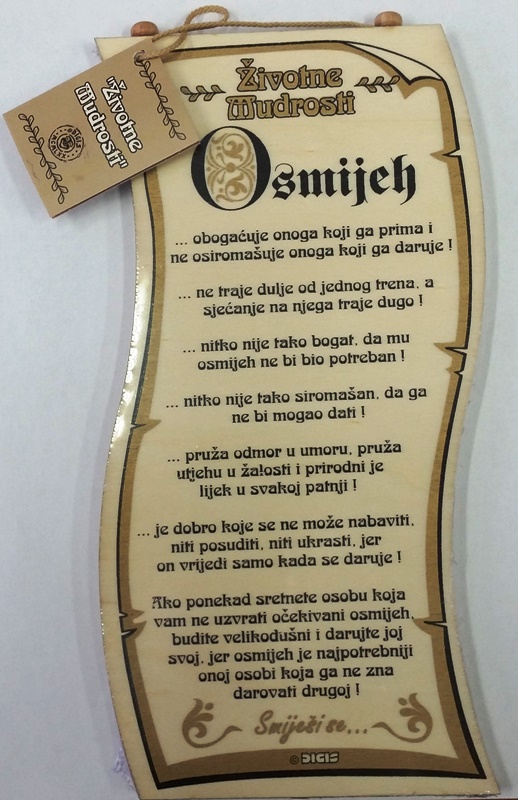 "Životne
Mudrosti"
Životne
Mudrosti
Osmijeh
... obogaćuje onoga koji ga prima i
ne osiromašuje onoga koji ga daruje !
... ne traje dulje od jednog trena, a
sjećanje na njega traje dugo !
... nitko nije tako bogat, da mu
osmijeh ne bi bio potreban !
... nitko nije tako siromašan, da ga
ne bi mogao dati !
... pruža odmor u umoru, pruža
utjehu u žalosti i prirodni je
lijek u svakoj patnji !
... je dobro koje se ne može nabaviti,
niti posuditi, niti ukrasti, jer
on vrijedi samo kada se daruje !
Ako ponekad sretnete osobu koja
vam ne uzvrati očekivani osmijeh,
budite velikodušni i darujte joj
svoj, jer osmijeh je najpotrebniji
onoj osobi koja ga ne zna
darovati drugoj !
Smiješi se...
© DIGIS